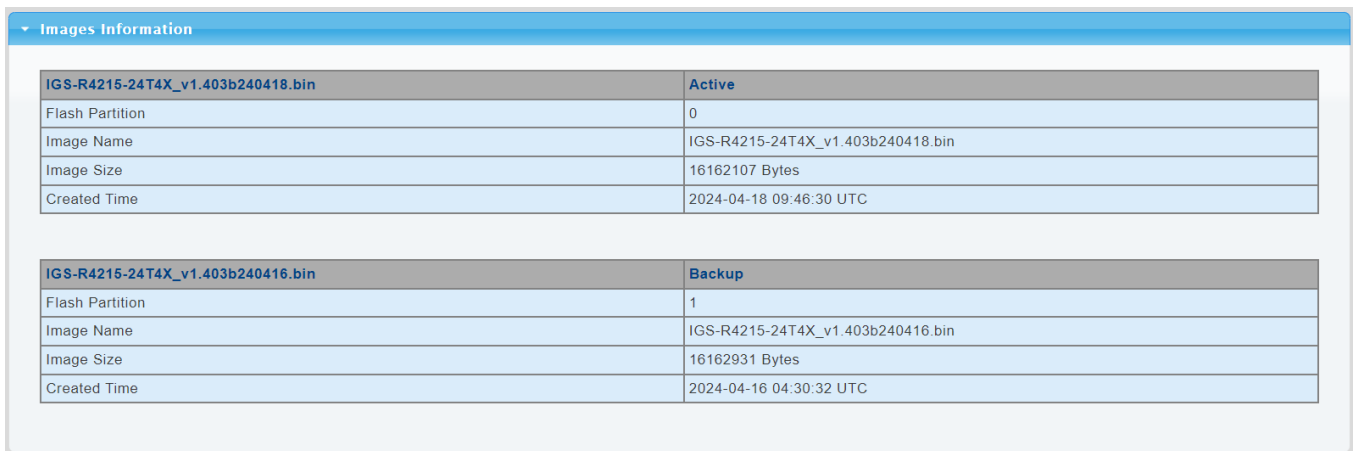 Images Information
IGS-R4215-24T4X_v1.403b240418.bin Active
Flash Partition 0
Image Name IGS-R4215-24T4X_v1.403b240418.bin
Image Size 16162107 Bytes
Created Time 2024-04-18 09:46:30 UTC
IGS-R4215-24T4X_v1.403b240416.bin Backup
Flash Partition 1
Image Name IGS-R4215-24T4X_v1.403b240416.bin
Image Size 16162931 Bytes
Created Time 2024-04-16 04:30:32 UTC